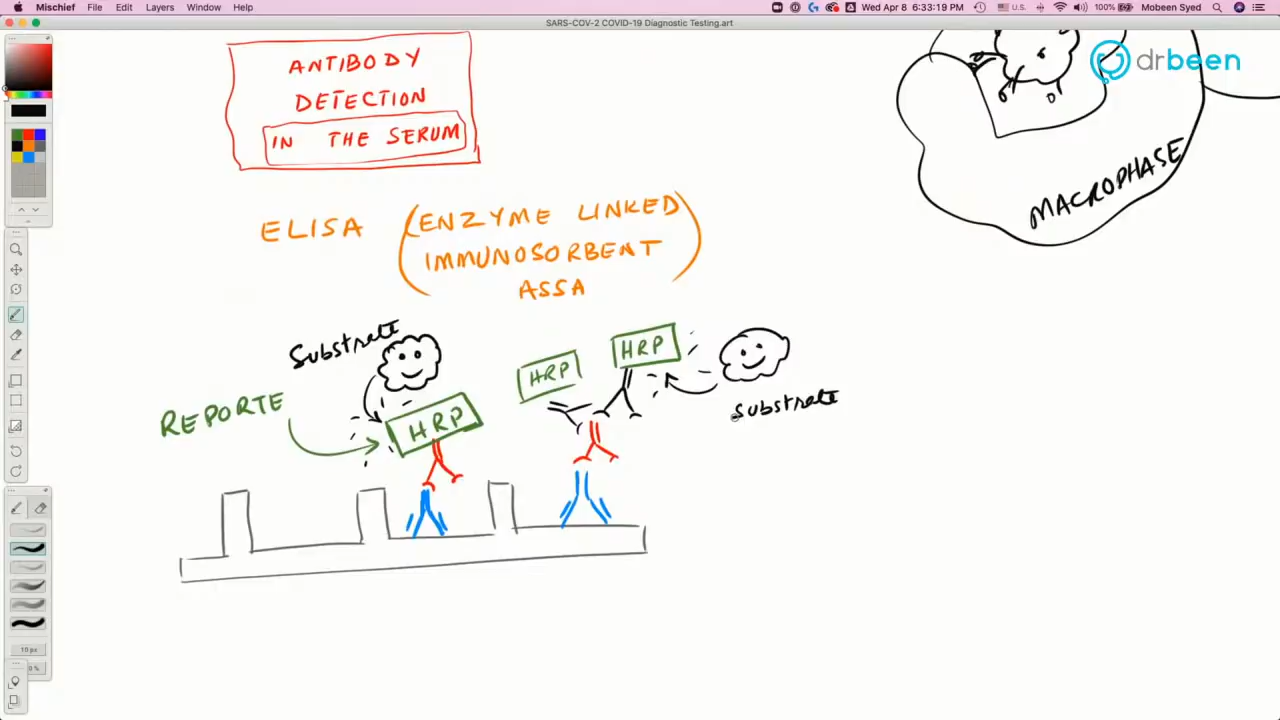 Mischief File Edit Layers Window Help
100% Wed Apr 8 6:33:19 PM Mobeen Syed
SARS-COV-2 COVID-19 Diagnostic Testing.art
drbeen
ANTIBODY
DETECTION
IN THE SERUM
MACROPHASE
ELISA (ENZYME LINKED
IMMUNOSORBENT
ASSA
)
Substrate
HRP
HRP
Substrate
REPORTE
HRP
10 px